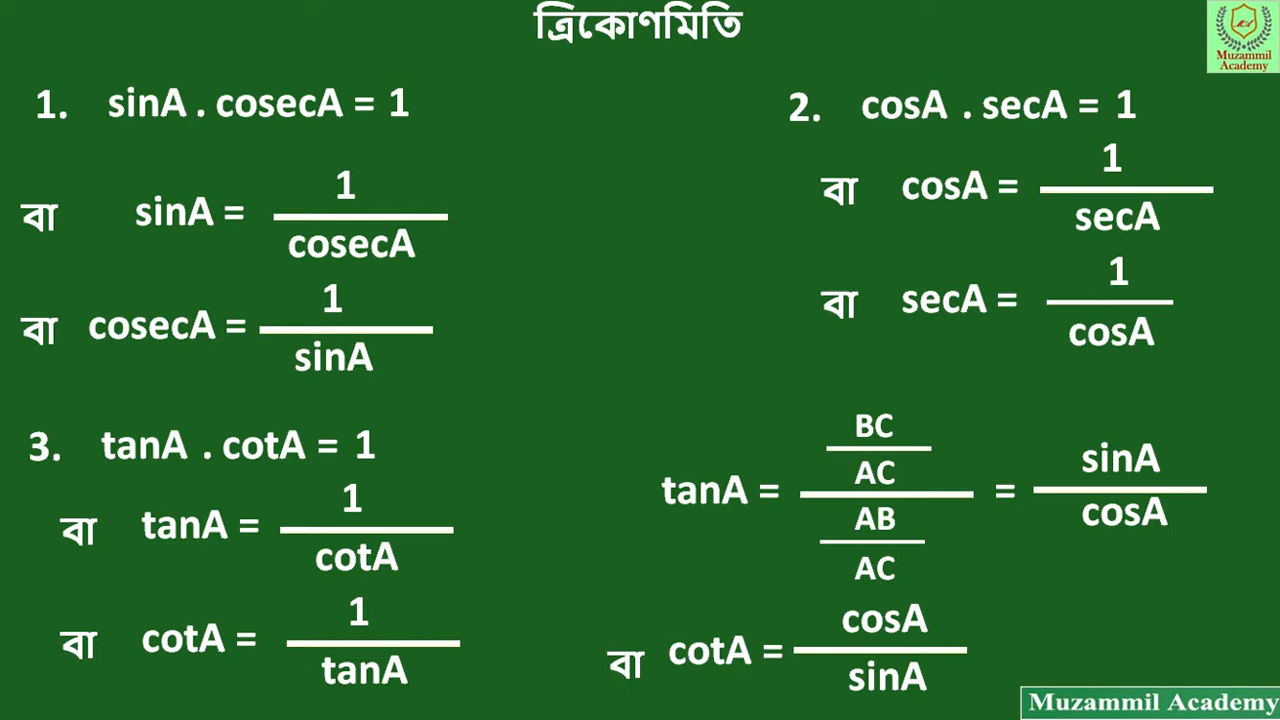 ত্রিকোণমিতি
Muzammil
Academy
1. sinA . cosecA = 1
বা sinA = 1 / cosecA
বা cosecA = 1 / sinA
2. cosA . secA = 1
বা cosA = 1 / secA
বা secA = 1 / cosA
3. tanA . cotA = 1
বা tanA = 1 / cotA
বা cotA = 1 / tanA
tanA = (BC / AC) / (AB / AC) = sinA / cosA
বা cotA = cosA / sinA
Muzammil Academy